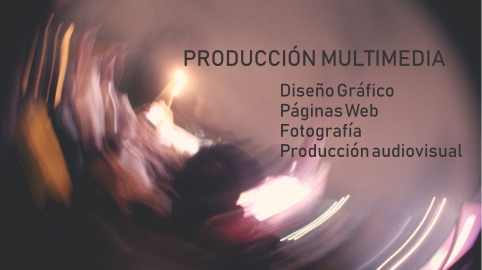 PRODUCCIÓN MULTIMEDIA
Diseño Gráfico
Páginas Web
Fotografía
Producción audiovisual